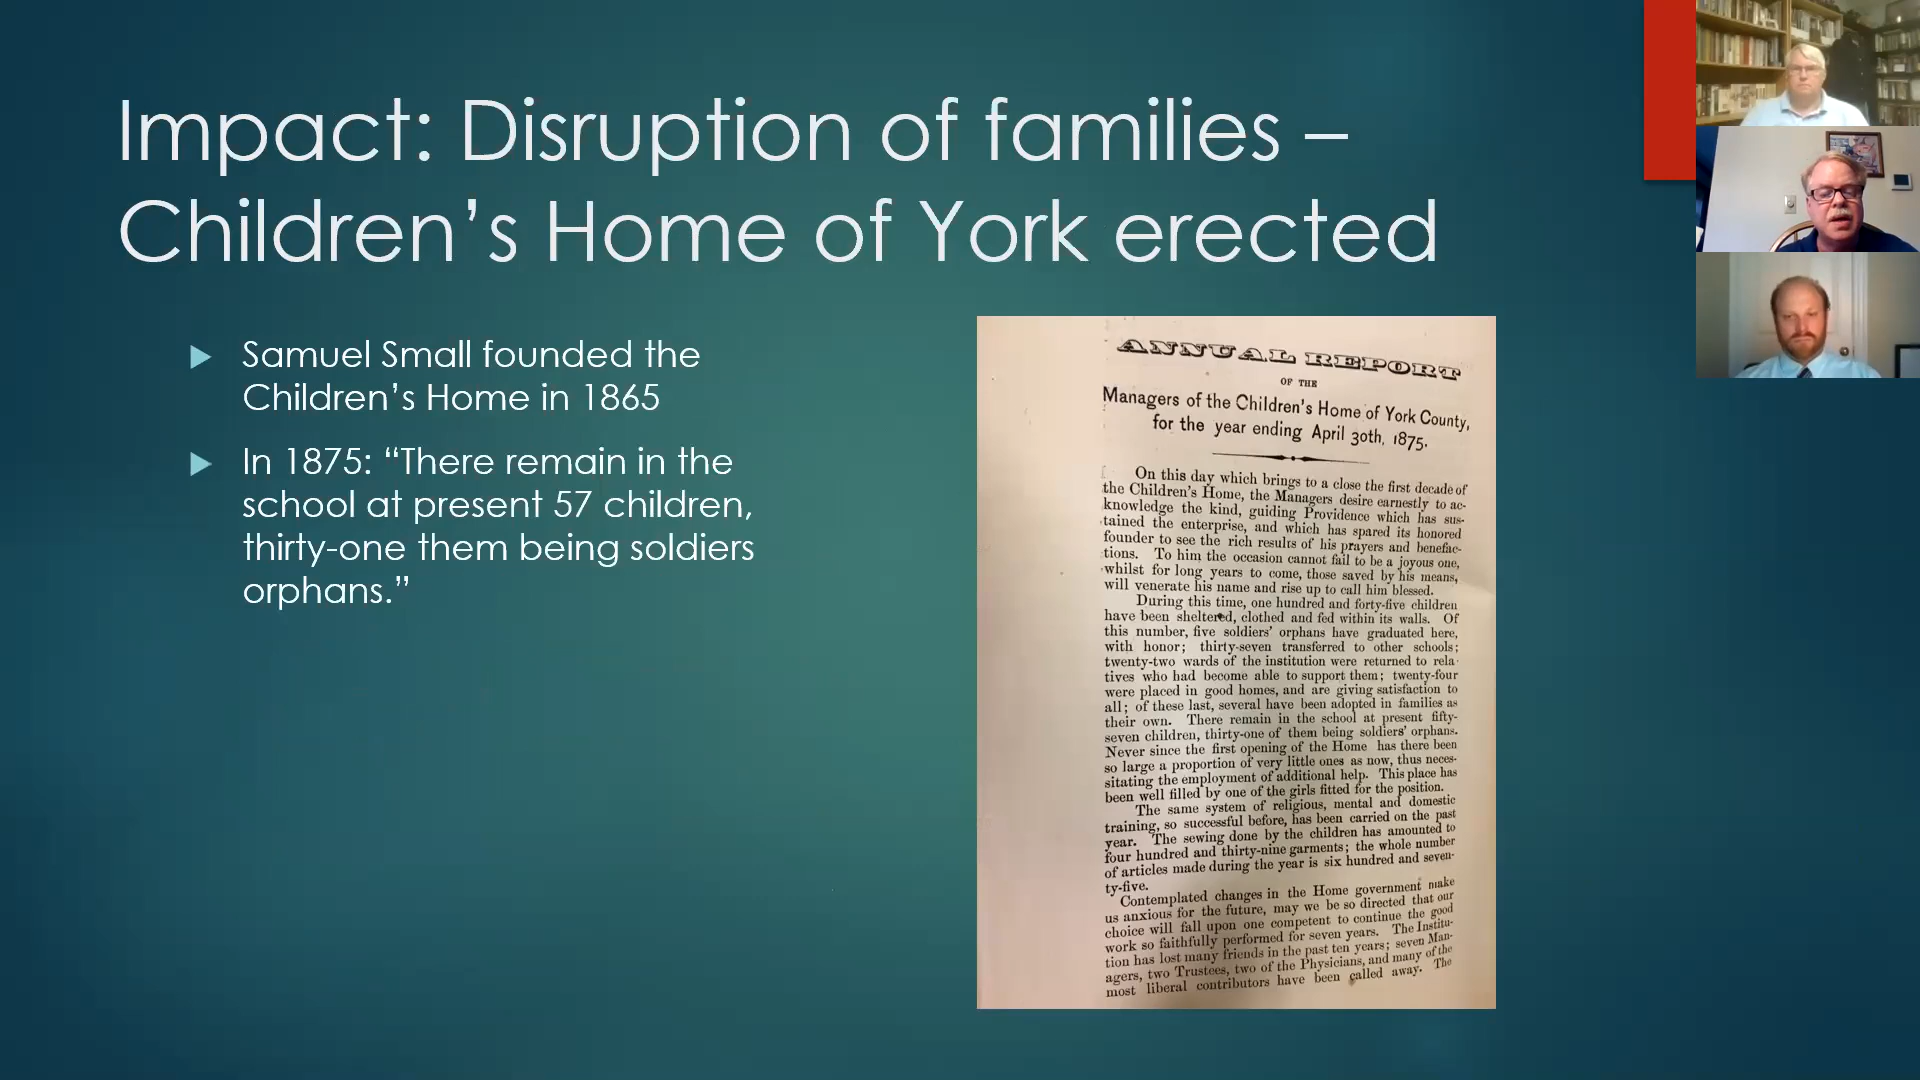 Impact: Disruption of families –
Children’s Home of York erected
Samuel Small founded the
Children’s Home in 1865
In 1875: “There remain in the
school at present 57 children,
thirty-one them being soldiers
orphans.”
ANNUAL REPORT
OF THE
Managers of the Children's Home of York County,
for the year ending April 30th, 1875.
On this day which brings to a close the first decade of
the Children's Home, the Managers desire earnestly to ac-
knowledge the kind, guiding Providence which has sus-
tained the enterprise, and which has spared its honored
founder to see the rich results of his prayers and benefac-
tions. To him the occasion cannot fail to be a joyous one,
whilst for long years to come, those saved by his means,
will venerate his name and rise up to call him blessed.
During this time, one hundred and forty-five children
have been sheltered, clothed and fed within its walls. Of
this number, five soldiers' orphans have graduated here,
with honor; thirty-seven transferred to other schools;
twenty-two wards of the institution were returned to rela-
tives who had become able to support them; twenty-four
were placed in good homes, and are giving satisfaction to
all; of these last, several have been adopted in families as
their own. There remain in the school at present fifty-
seven children, thirty-one of them being soldiers' orphans.
Never since the first opening of the Home has there been
so large a proportion of very little ones as now, thus neces-
sitating the employment of additional help. This place has
been well filled by one of the girls fitted for the position.
The same system of religious, mental and domestic
training, so successful before, has been carried on the past
year. The sewing done by the children has amounted to
four hundred and thirty-nine garments; the whole number
of articles made during the year is six hundred and seven-
ty-five.
Contemplated changes in the Home government make
us anxious for the future, may we be so directed that our
choice will fall upon one competent to continue the good
work so faithfully performed for seven years. The Institu-
tion has lost many friends in the past ten years; seven Man-
agers, two Trustees, two of the Physicians, and many of the
most liberal contributors have been called away. The